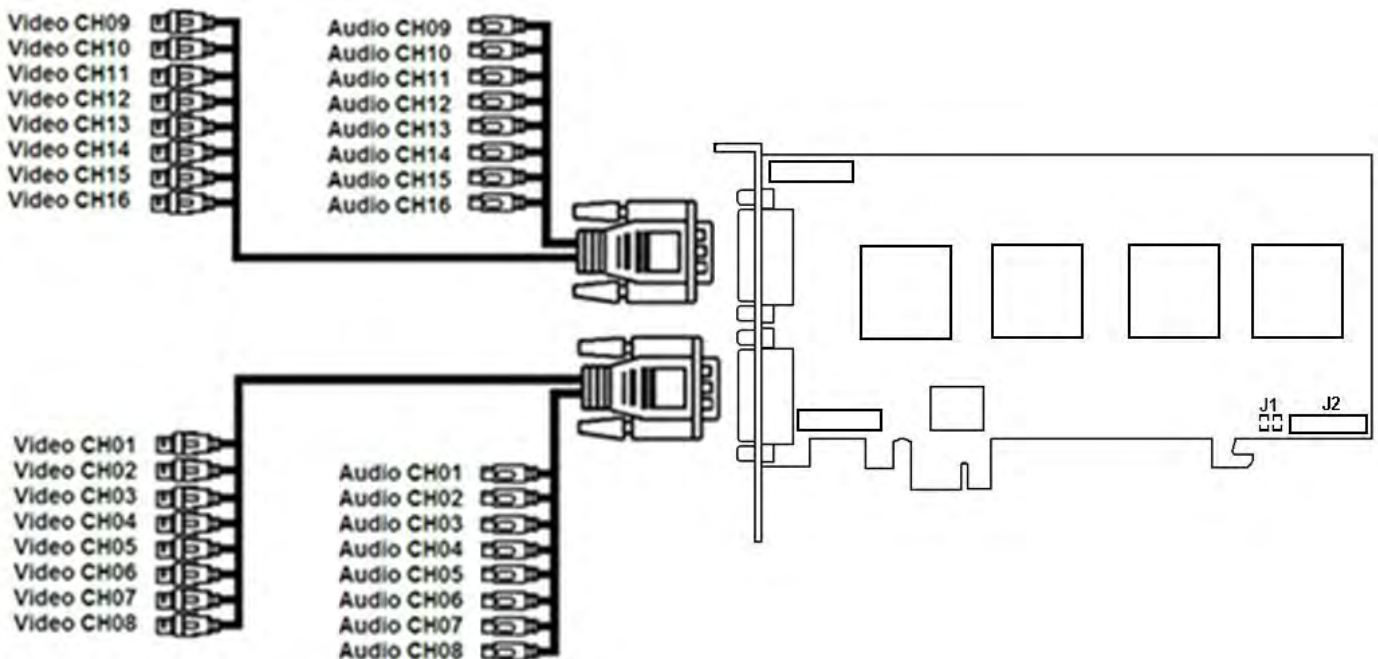 Video CH09
Video CH10
Video CH11
Video CH12
Video CH13
Video CH14
Video CH15
Video CH16
Audio CH09
Audio CH10
Audio CH11
Audio CH12
Audio CH13
Audio CH14
Audio CH15
Audio CH16
J1
J2
Video CH01
Video CH02
Video CH03
Video CH04
Video CH05
Video CH06
Video CH07
Video CH08
Audio CH01
Audio CH02
Audio CH03
Audio CH04
Audio CH05
Audio CH06
Audio CH07
Audio CH08